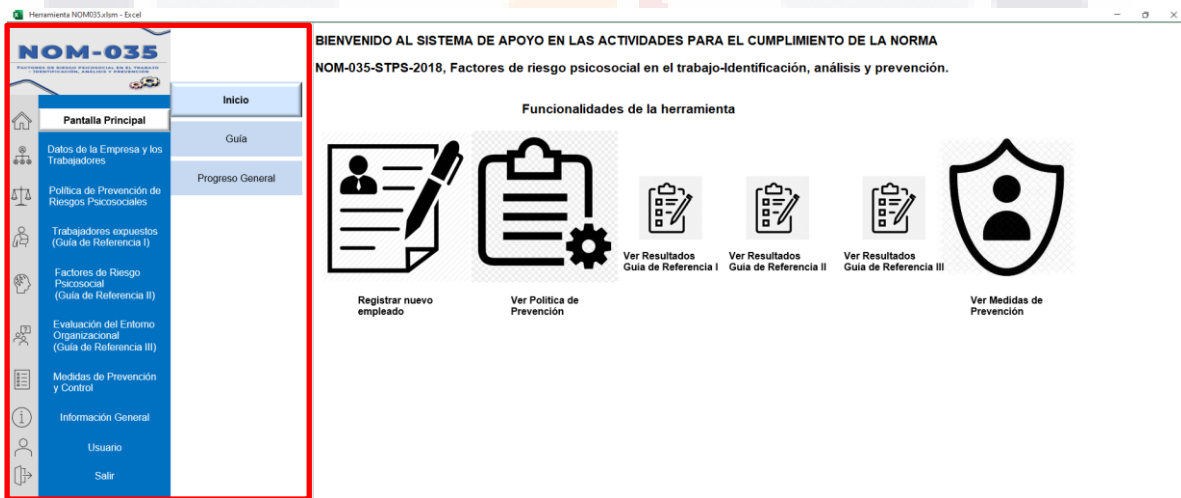 Herramienta NOM035.xlsm - Excel
NOM-035
FACTORES DE RIESGO PSICOSOCIAL EN EL TRABAJO
- IDENTIFICACIÓN, ANÁLISIS Y PREVENCIÓN
Pantalla Principal
Datos de la Empresa y los
Trabajadores
Política de Prevención de
Riesgos Psicosociales
Trabajadores expuestos
(Guía de Referencia I)
Factores de Riesgo
Psicosocial
(Guía de Referencia II)
Evaluación del Entorno
Organizacional
(Guía de Referencia III)
Medidas de Prevención
y Control
Información General
Usuario
Salir
Inicio
Guía
Progreso General
BIENVENIDO AL SISTEMA DE APOYO EN LAS ACTIVIDADES PARA EL CUMPLIMIENTO DE LA NORMA
NOM-035-STPS-2018, Factores de riesgo psicosocial en el trabajo-Identificación, análisis y prevención.
Funcionalidades de la herramienta
Registrar nuevo
empleado
Ver Política de
Prevención
Ver Resultados
Guia de Referencia I
Ver Resultados
Guia de Referencia II
Ver Resultados
Guia de Referencia III
Ver Medidas de
Prevención